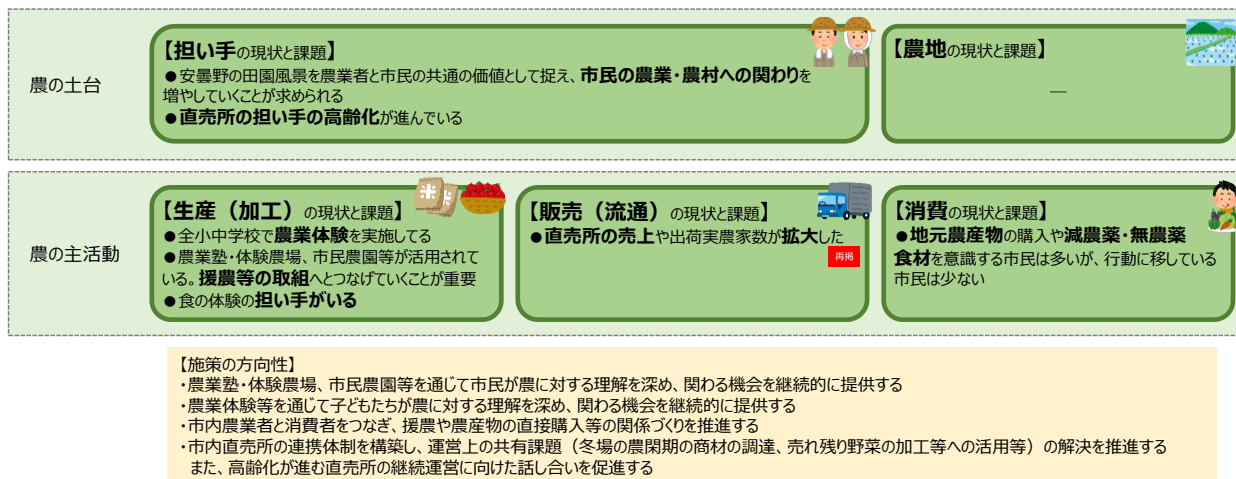 農の土台
【担い手の現状と課題】
●安曇野の田園風景を農業者と市民の共通の価値として捉え、市民の農業・農村への関わりを
増やしていくことが求められる
●直売所の担い手の高齢化が進んでいる
【農地の現状と課題】
―
農の主活動
【生産（加工）の現状と課題】
●全小中学校で農業体験を実施してる
●農業塾・体験農場、市民農園等が活用されて
いる。援農等の取組へとつなげていくことが重要
●食の体験の担い手がいる
米
【販売（流通）の現状と課題】
●直売所の売上や出荷実農家数が拡大した
再掲
【消費の現状と課題】
●地元農産物の購入や減農薬・無農薬
食材を意識する市民は多いが、行動に移している
市民は少ない
【施策の方向性】
・農業塾・体験農場、市民農園等を通じて市民が農に対する理解を深め、関わる機会を継続的に提供する
・農業体験等を通じて子どもたちが農に対する理解を深め、関わる機会を継続的に提供する
・市内農業者と消費者をつなぎ、援農や農産物の直接購入等の関係づくりを推進する
・市内直売所の連携体制を構築し、運営上の共有課題（冬場の農閑期の商材の調達、売れ残り野菜の加工等への活用等）の解決を推進する
また、高齢化が進む直売所の継続運営に向けた話し合いを促進する